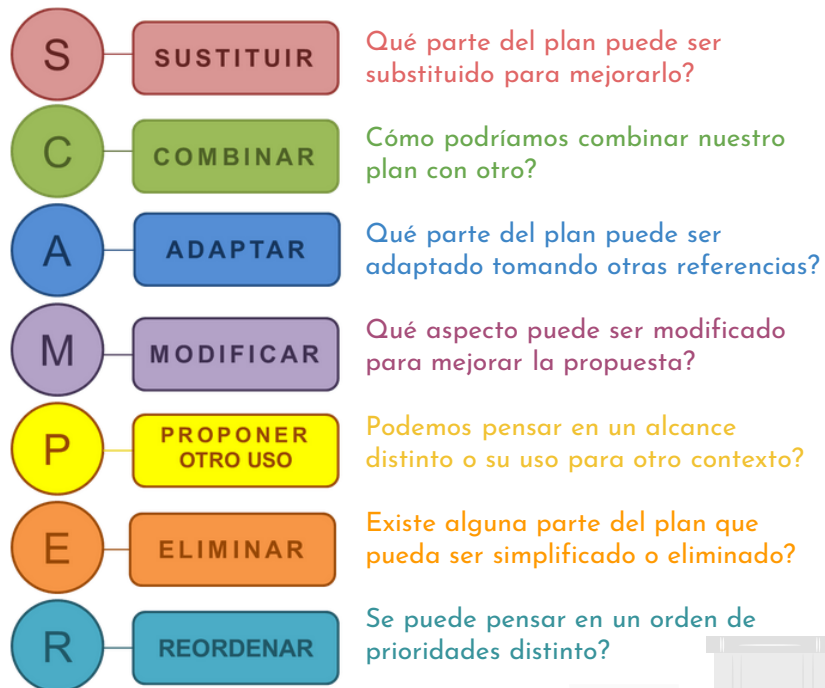 S
SUSTITUIR
Qué parte del plan puede ser
substituido para mejorarlo?
C
COMBINAR
Cómo podríamos combinar nuestro
plan con otro?
A
ADAPTAR
Qué parte del plan puede ser
adaptado tomando otras referencias?
M
MODIFICAR
Qué aspecto puede ser modificado
para mejorar la propuesta?
P
PROPONER
OTRO USO
Podemos pensar en un alcance
distinto o su uso para otro contexto?
E
ELIMINAR
Existe alguna parte del plan que
pueda ser simplificado o eliminado?
R
REORDENAR
Se puede pensar en un orden de
prioridades distinto?